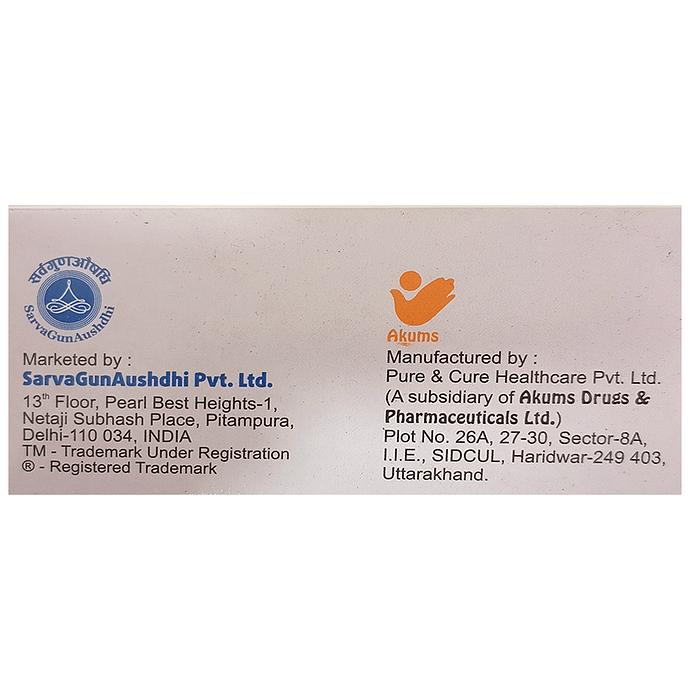 सर्वगुणऔषधि
SarvaGunAushdhi
Marketed by :
SarvaGunAushdhi Pvt. Ltd.
13th Floor, Pearl Best Heights-1,
Netaji Subhash Place, Pitampura,
Delhi-110 034, INDIA
TM - Trademark Under Registration
® - Registered Trademark
Akums
Manufactured by :
Pure & Cure Healthcare Pvt. Ltd.
(A subsidiary of Akums Drugs &
Pharmaceuticals Ltd.)
Plot No. 26A, 27-30, Sector-8A,
I.I.E., SIDCUL, Haridwar-249 403,
Uttarakhand.